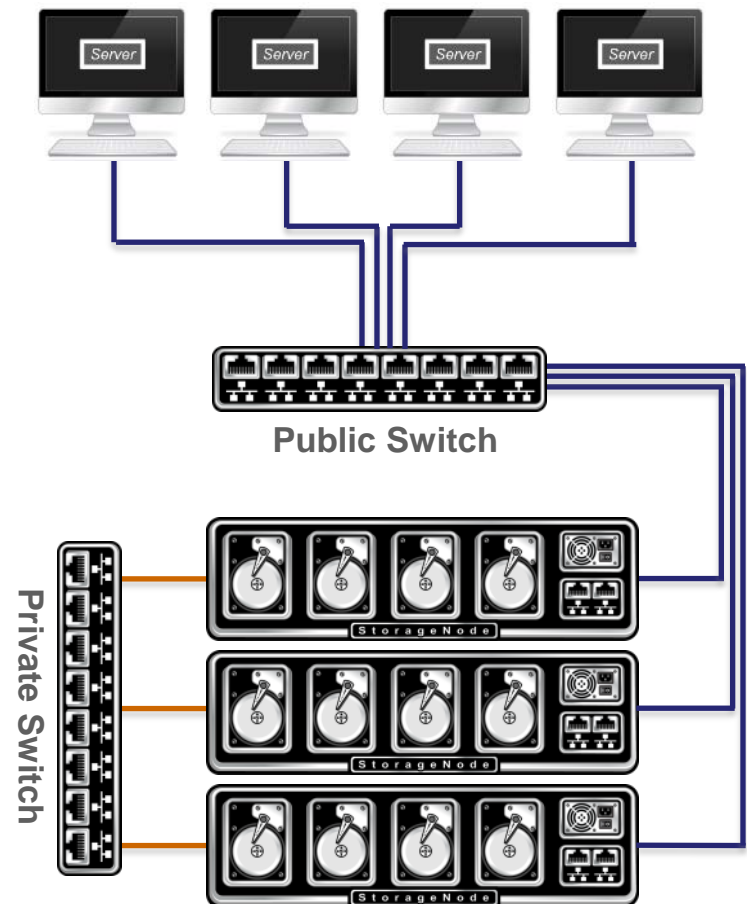 Server
Server
Server
Server
Public Switch
Private Switch
StorageNode
StorageNode
StorageNode